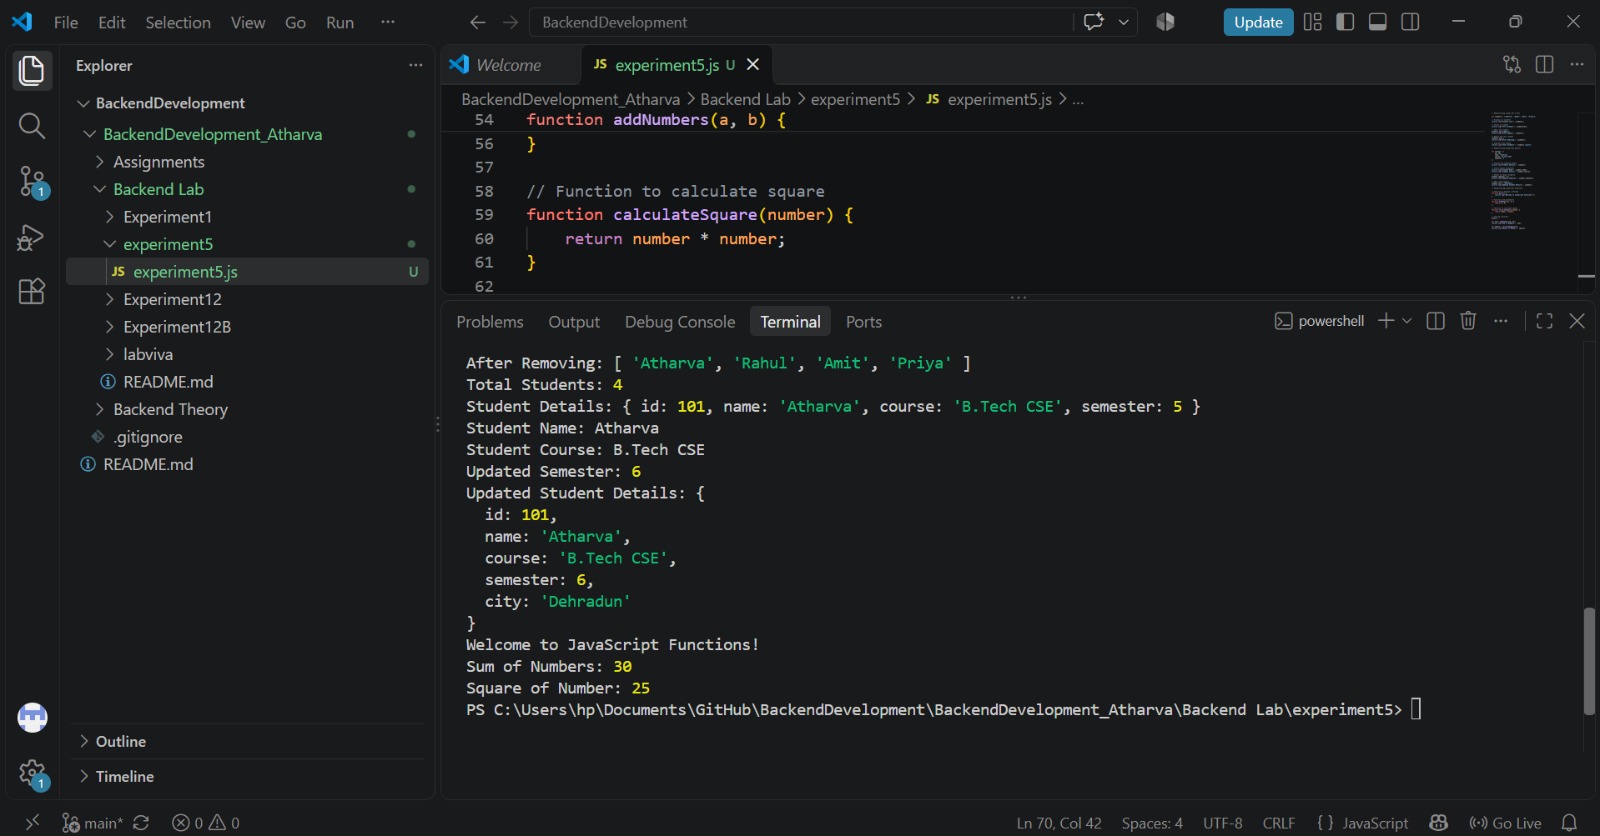 File Edit Selection View Go Run ···
BackendDevelopment
Update
Explorer ···
BackendDevelopment
BackendDevelopment_Atharva
Assignments
Backend Lab
Experiment1
experiment5
JS experiment5.js U
Experiment12
Experiment12B
labviva
README.md
Backend Theory
.gitignore
README.md
Outline
Timeline
1
1
Welcome JS experiment5.js U
BackendDevelopment_Atharva > Backend Lab > experiment5 > JS experiment5.js > ...
54 function addNumbers(a, b) {
56 }
57
58 // Function to calculate square
59 function calculateSquare(number) {
60 return number * number;
61 }
62
Problems Output Debug Console Terminal Ports
powershell
After Removing: [ 'Atharva', 'Rahul', 'Amit', 'Priya' ]
Total Students: 4
Student Details: { id: 101, name: 'Atharva', course: 'B.Tech CSE', semester: 5 }
Student Name: Atharva
Student Course: B.Tech CSE
Updated Semester: 6
Updated Student Details: {
id: 101,
name: 'Atharva',
course: 'B.Tech CSE',
semester: 6,
city: 'Dehradun'
}
Welcome to JavaScript Functions!
Sum of Numbers: 30
Square of Number: 25
PS C:\Users\hp\Documents\GitHub\BackendDevelopment\BackendDevelopment_Atharva\Backend Lab\experiment5>
main* 0 0
Ln 70, Col 42 Spaces: 4 UTF-8 CRLF { } JavaScript Go Live